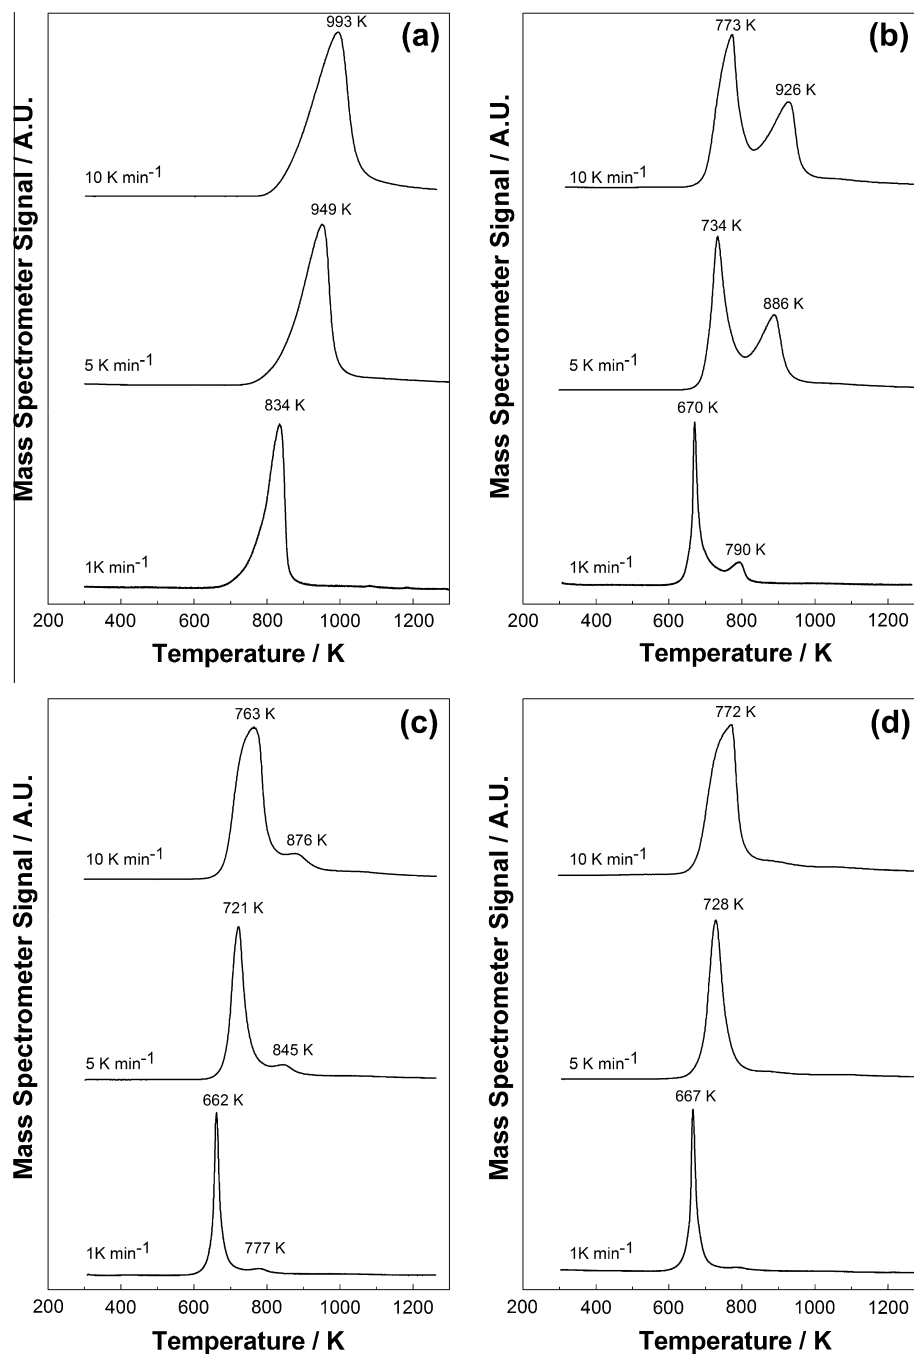 (a)
993 K
10 K min-1
949 K
5 K min-1
834 K
1K min-1
Mass Spectrometer Signal / A.U.
200 400 600 800 1000 1200
Temperature / K
(b)
773 K
926 K
10 K min-1
734 K
886 K
5 K min-1
670 K
790 K
1K min-1
Mass Spectrometer Signal / A.U.
200 400 600 800 1000 1200
Temperature / K
(c)
763 K
876 K
10 K min-1
721 K
845 K
5 K min-1
662 K
777 K
1K min-1
Mass Spectrometer Signal / A.U.
200 400 600 800 1000 1200
Temperature / K
(d)
772 K
10 K min-1
728 K
5 K min-1
667 K
1K min-1
Mass Spectrometer Signal / A.U.
200 400 600 800 1000 1200
Temperature / K